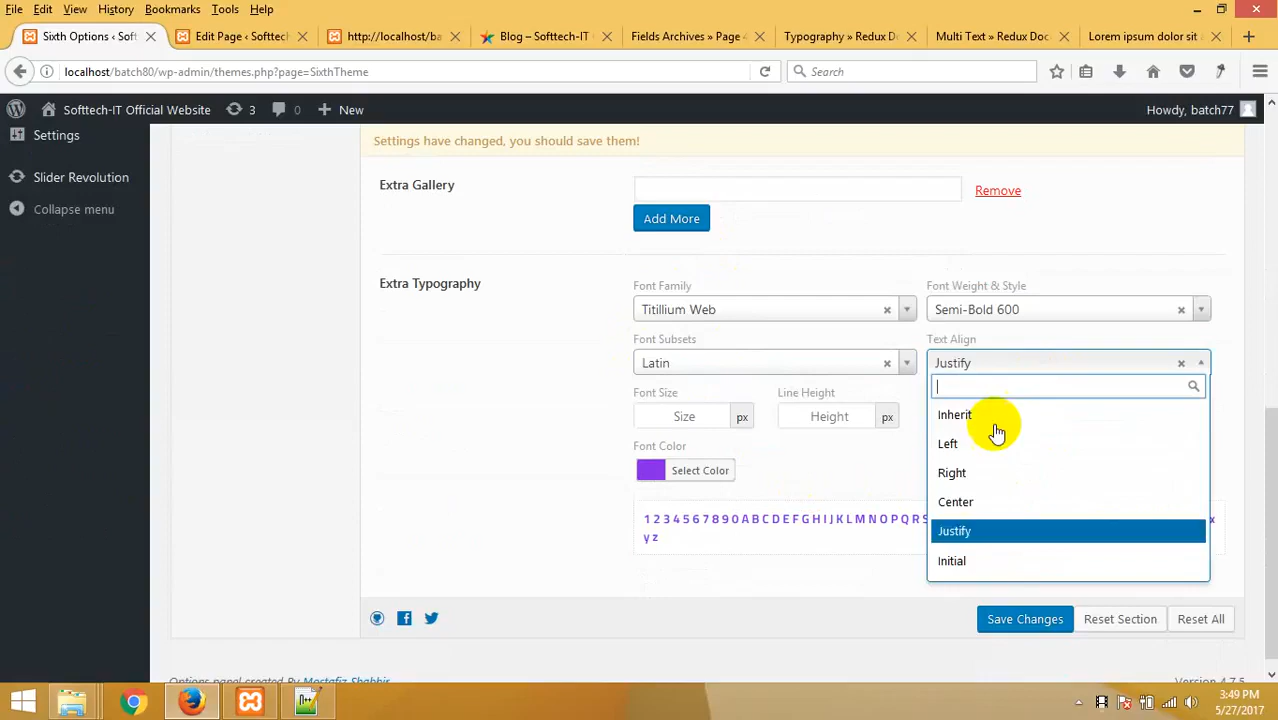 File Edit View History Bookmarks Tools Help
Sixth Options ‹ Soft Edit Page ‹ Softtech http://localhost/ba Blog – Softtech-IT Fields Archives » Page 4 Typography » Redux Do Multi Text » Redux Doc Lorem ipsum dolor sit a
localhost/batch80/wp-admin/themes.php?page=SixthTheme Search
Softtech-IT Official Website 3 0 New Howdy, batch77
Settings
Slider Revolution
Collapse menu
Settings have changed, you should save them!
Extra Gallery Remove
Add More
Extra Typography Font Family Font Weight & Style
Titillium Web Semi-Bold 600
Font Subsets Text Align
Latin Justify
Font Size Line Height
Size px Height px
Font Color
Select Color
Inherit
Left
Right
Center
Justify
Initial
1 2 3 4 5 6 7 8 9 0 A B C D E F G H I J K L M N O P Q R S x
y z
Save Changes Reset Section Reset All
Options panel created by Mostafiz Shabbir Version 4.7.5
3:49 PM
5/27/2017